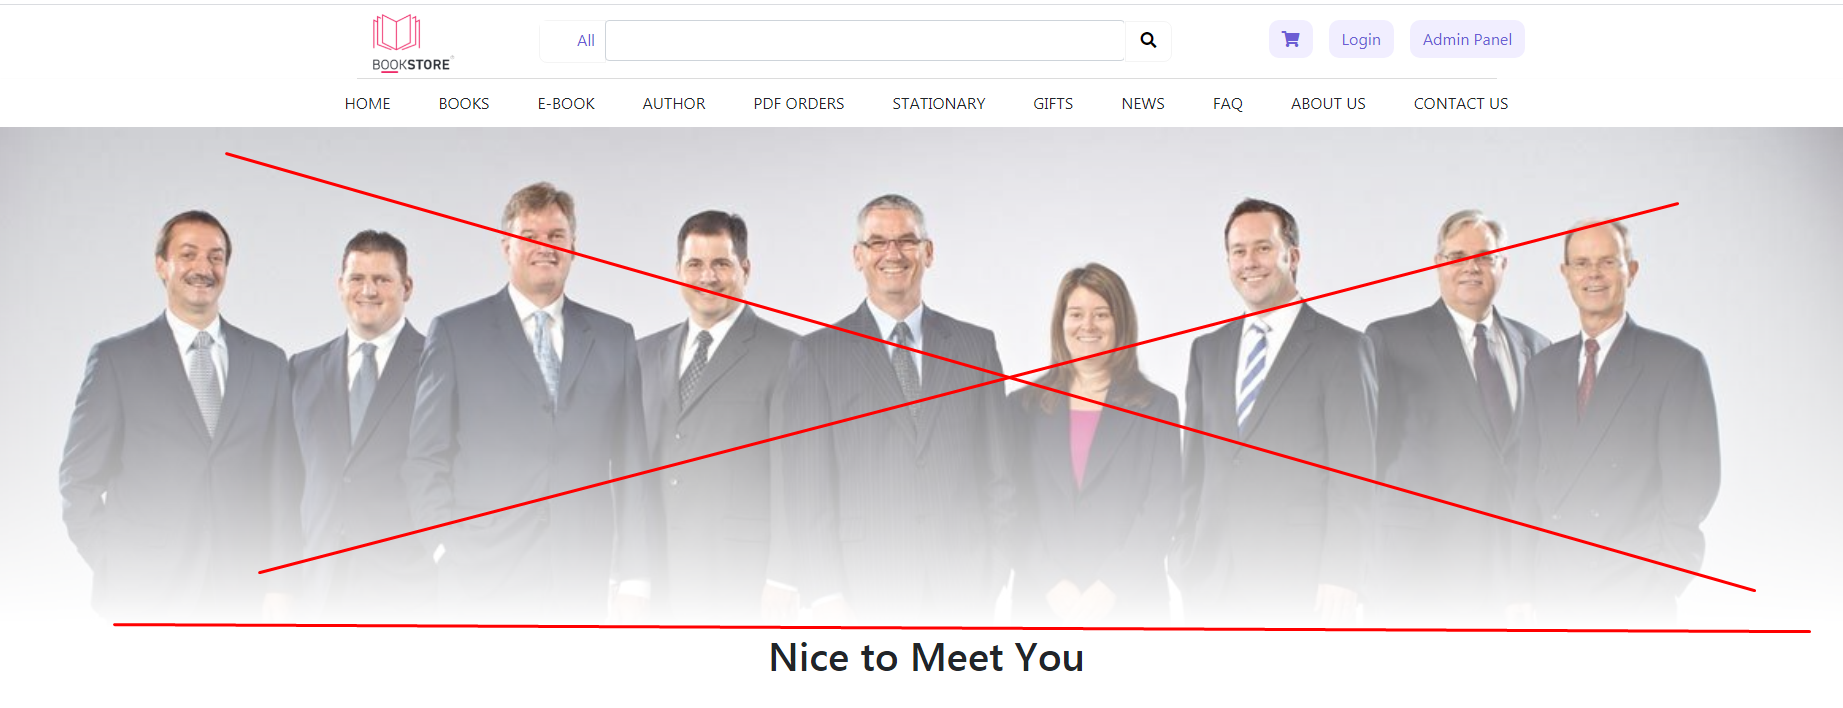 BOOKSTORE
All
Login
Admin Panel
HOME BOOKS E-BOOK AUTHOR PDF ORDERS STATIONARY GIFTS NEWS FAQ ABOUT US CONTACT US
Nice to Meet You